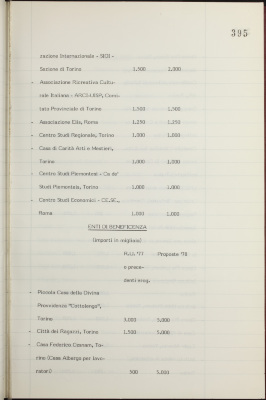 395
zazione Internazionale - SIOI -
Sezione di Torino 1.500 2.000
- Associazione Ricreativa Cultu-
rale Italiana - ARCI-UISP, Comi-
tato Provinciale di Torino 1.500 1.500
- Associazione Eila, Roma 1.250 1.250
- Centro Studi Regionale, Torino 1.000 1.000
- Casa di Carità Arti e Mestieri,
Torino 1.000 1.000
- Centro Studi Piemontesi - Ca dë
Studi Piemontèis, Torino 1.000 1.000
- Centro Studi Economici - CE.SE.,
Roma 1.000 1.000
ENTI DI BENEFICENZA
(importi in migliaia)
'77 Proposte '78
o prece-
denti erog.
- Piccola Casa della Divina
Provvidenza "Cottolengo",
Torino 3.000 5.000
- Città dei Ragazzi, Torino 1.500 5.000
- Casa Federico Ozanam, To-
rino (Casa Albergo per lavo-
ratori) 500 5.000